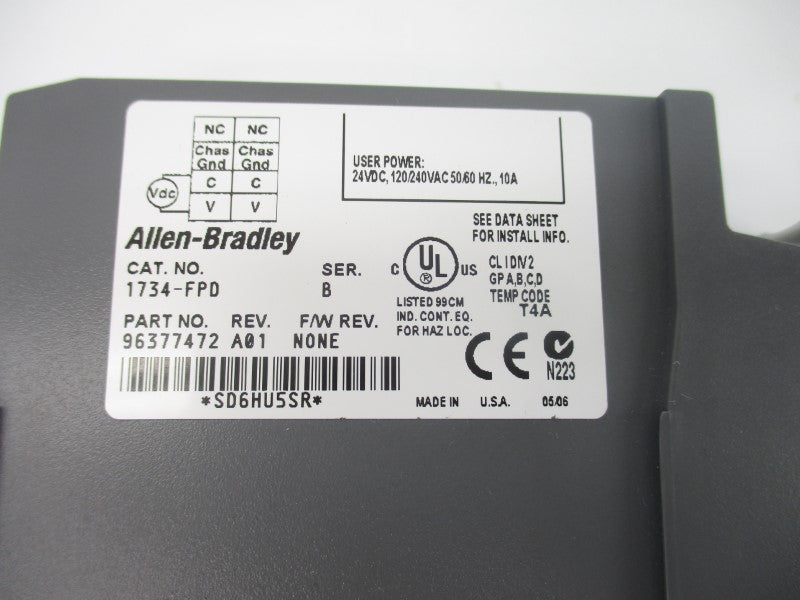 NC NC
Chas Chas
Gnd Gnd
C C
Vdc
V V
USER POWER:
24VDC, 120/240VAC 50/60 HZ., 10A
Allen-Bradley
SEE DATA SHEET
FOR INSTALL INFO.
CAT. NO. SER.
1734-FPD B
C UL US
®
LISTED 99CM
IND. CONT. EQ.
FOR HAZ LOC.
CL I DIV 2
GP A,B,C,D
TEMP CODE
T4A
PART NO. REV. F/W REV.
96377472 A01 NONE
CE
N223
*SD6HU5SR*
MADE IN U.S.A. 05/06